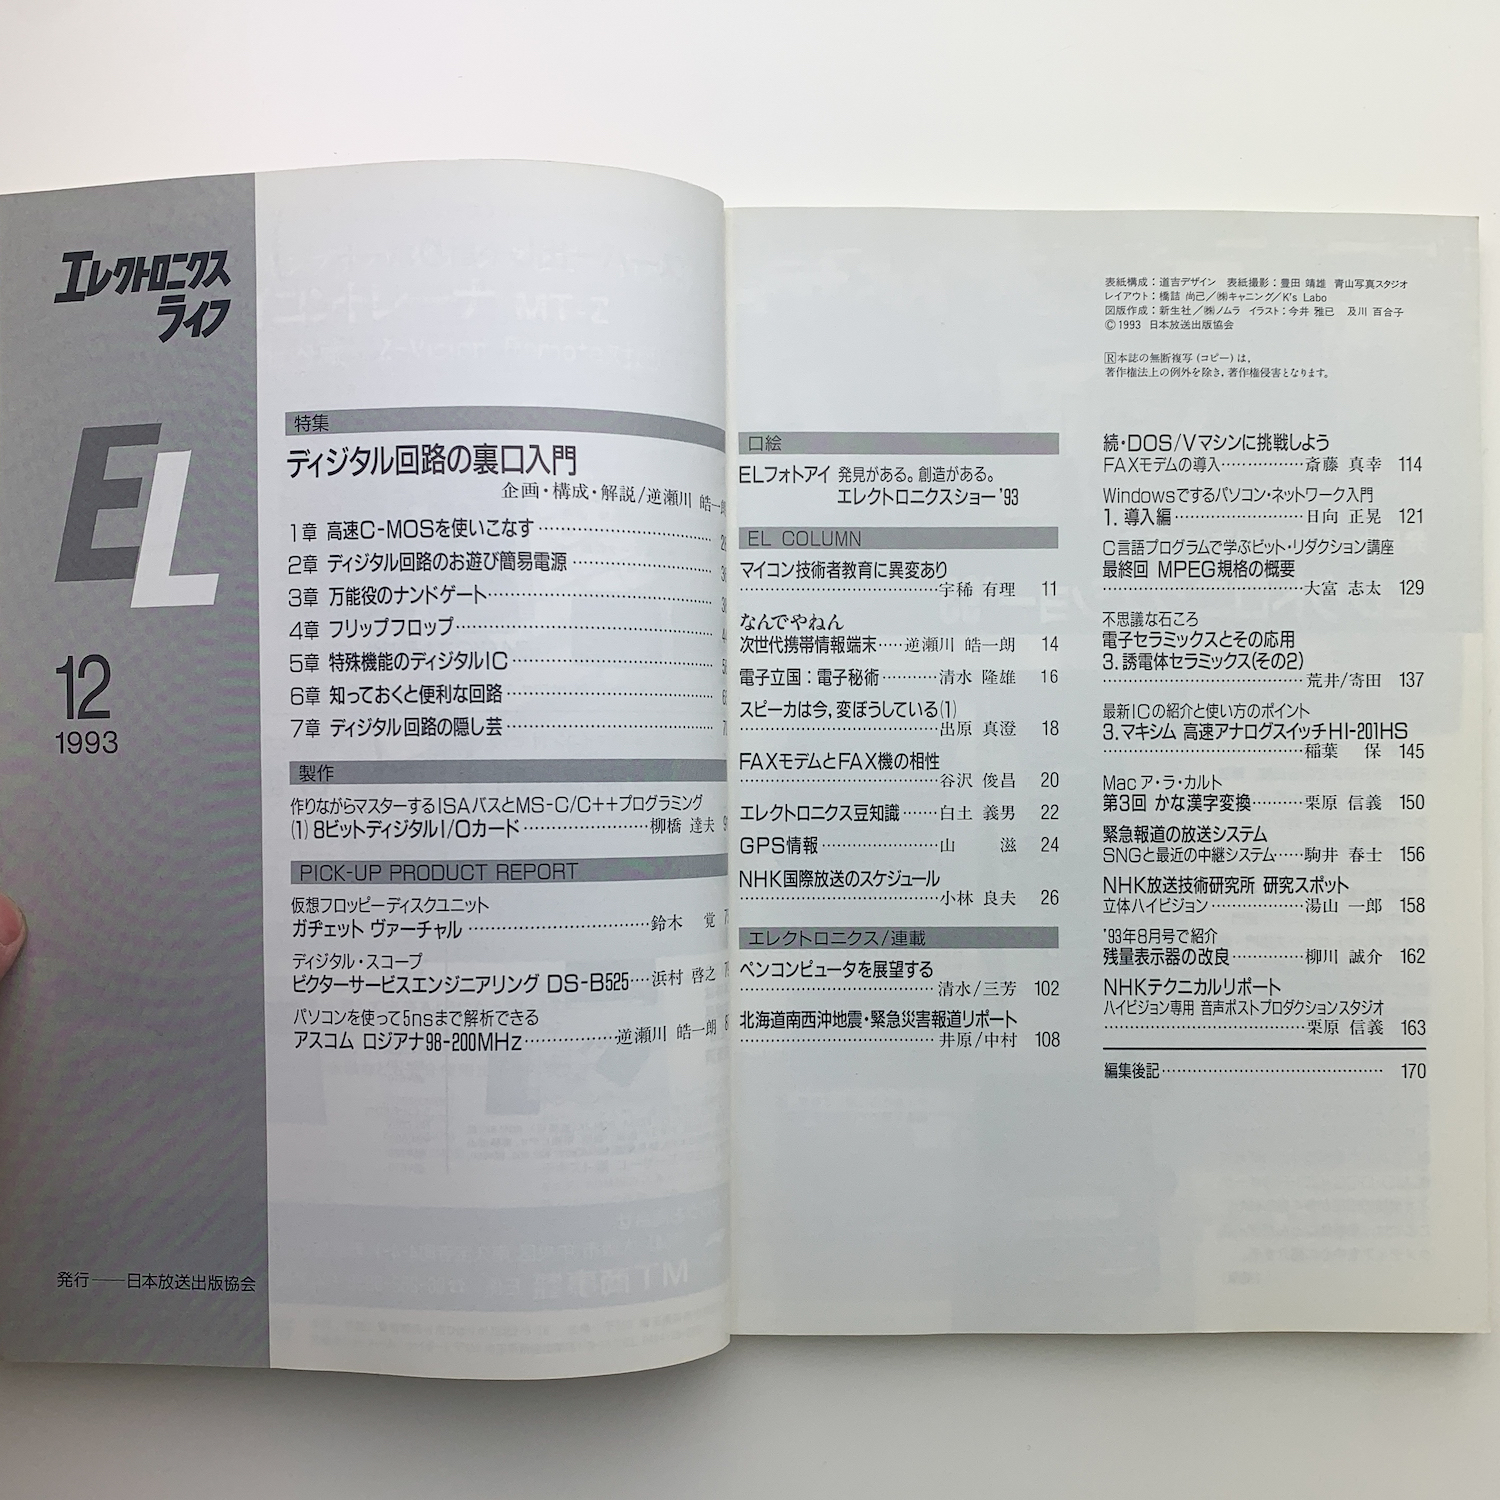 エレクトロニクス
ライフ
EL
12
1993
発行——日本放送出版協会
特集
ディジタル回路の裏口入門
企画・構成・解説/逆瀬川 皓一朗
1章 高速C-MOSを使いこなす
2章 ディジタル回路のお遊び簡易電源
3章 万能役のナンドゲート
4章 フリップフロップ
5章 特殊機能のディジタルIC
6章 知っておくと便利な回路
7章 ディジタル回路の隠し芸
製作
作りながらマスターするISAバスとMS-C/C++プログラミング
(1) 8ビットディジタルI/Oカード 柳橋 達夫
PICK-UP PRODUCT REPORT
仮想フロッピーディスクユニット
ガヂェット ヴァーチャル 鈴木 覚
ディジタル・スコープ
ビクターサービスエンジニアリング DS-B525 浜村 啓之
パソコンを使って5nsまで解析できる
アスコム ロジアナ98-200MHz 逆瀬川 皓一朗
口絵
ELフォトアイ 発見がある。創造がある。
エレクトロニクスショー'93
EL COLUMN
マイコン技術者教育に異変あり
宇稀 有理 11
なんでやねん
次世代携帯情報端末 逆瀬川 皓一朗 14
電子立国：電子秘術 清水 隆雄 16
スピーカは今，変ぼうしている(1)
出原 真澄 18
FAXモデムとFAX機の相性
谷沢 俊昌 20
エレクトロニクス豆知識 白土 義男 22
GPS情報 山 滋 24
NHK国際放送のスケジュール
小林 良夫 26
エレクトロニクス/連載
ペンコンピュータを展望する
清水/三芳 102
北海道南西沖地震・緊急災害報道リポート
井原/中村 108
表紙構成：道吉デザイン 表紙撮影：豊田 靖雄 青山写真スタジオ
レイアウト：橋詰 尚己／㈱キャニング／K's Labo
図版作成：新生社／㈱ノムラ イラスト：今井 雅巳 及川 百合子
© 1993 日本放送出版協会
Ⓡ本誌の無断複写（コピー）は，
著作権法上の例外を除き，著作権侵害となります。
続・DOS/Vマシンに挑戦しよう
FAXモデムの導入 斎藤 真幸 114
Windowsでするパソコン・ネットワーク入門
1. 導入編 日向 正晃 121
C言語プログラムで学ぶビット・リダクション講座
最終回 MPEG規格の概要
大富 志太 129
不思議な石ころ
電子セラミックスとその応用
3. 誘電体セラミックス(その2)
荒井/寄田 137
最新ICの紹介と使い方のポイント
3. マキシム 高速アナログスイッチHI-201HS
稲葉 保 145
Mac ア・ラ・カルト
第3回 かな漢字変換 栗原 信義 150
緊急報道の放送システム
SNGと最近の中継システム 駒井 春士 156
NHK放送技術研究所 研究スポット
立体ハイビジョン 湯山 一郎 158
'93年8月号で紹介
残量表示器の改良 柳川 誠介 162
NHKテクニカルリポート
ハイビジョン専用 音声ポストプロダクションスタジオ
栗原 信義 163
編集後記 170